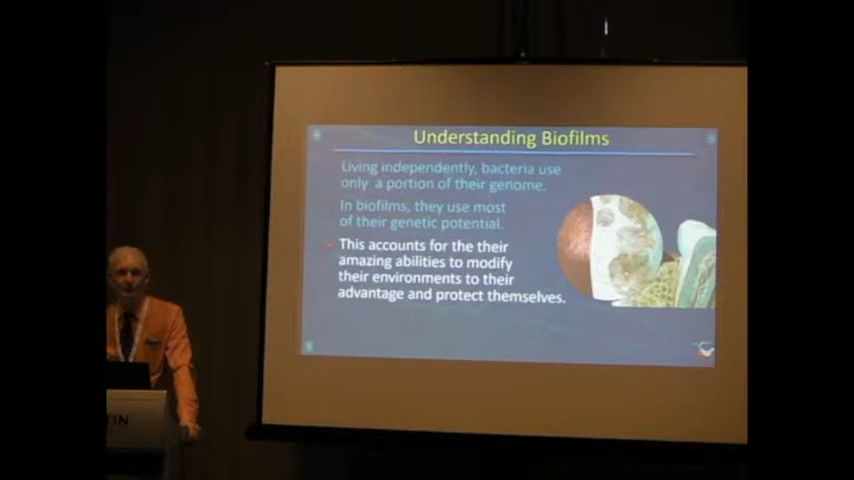 Understanding Biofilms
Living independently, bacteria use
only a portion of their genome.
In biofilms, they use most
of their genetic potential.
This accounts for the their
amazing abilities to modify
their environments to their
advantage and protect themselves.